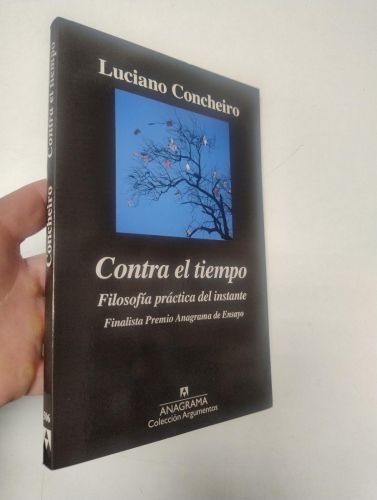 Luciano Concheiro
Contra el tiempo
Filosofía práctica del instante
Finalista Premio Anagrama de Ensayo
ANAGRAMA
Colección Argumentos
Concheiro Contra el tiempo
506